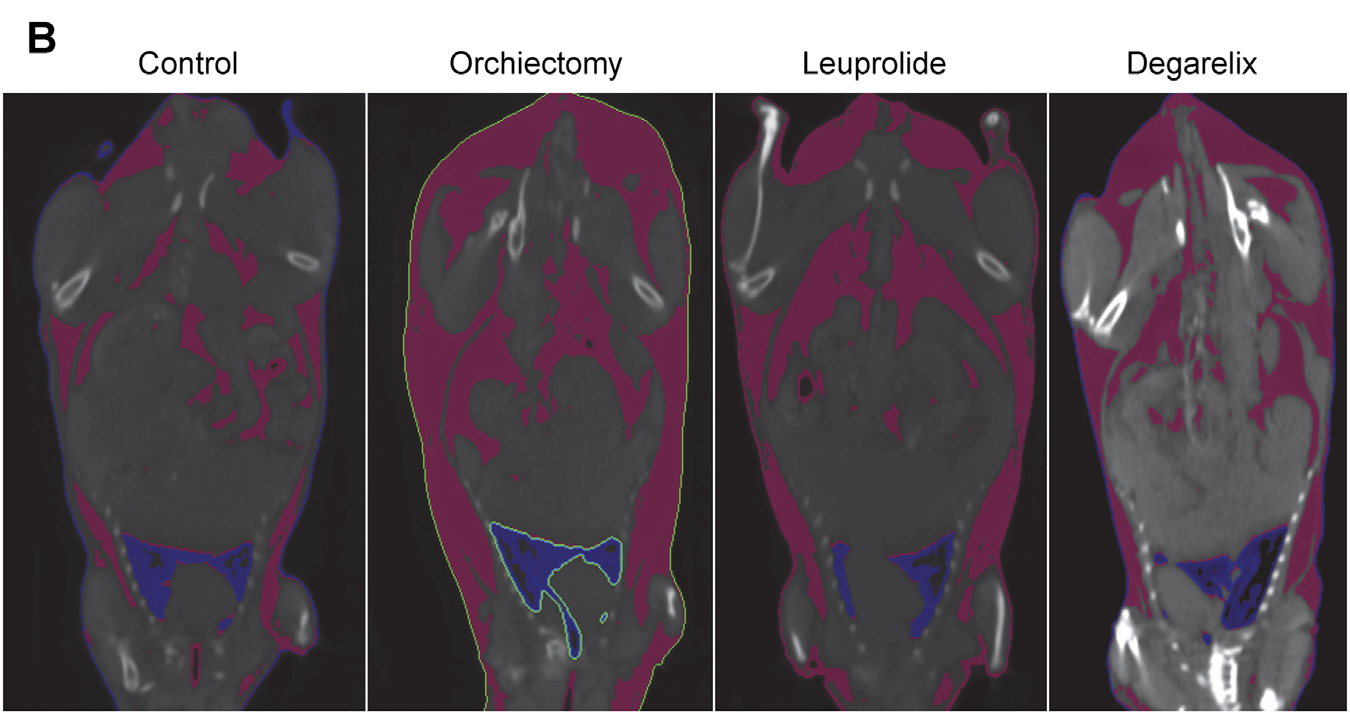 B
Control
Orchiectomy
Leuprolide
Degarelix